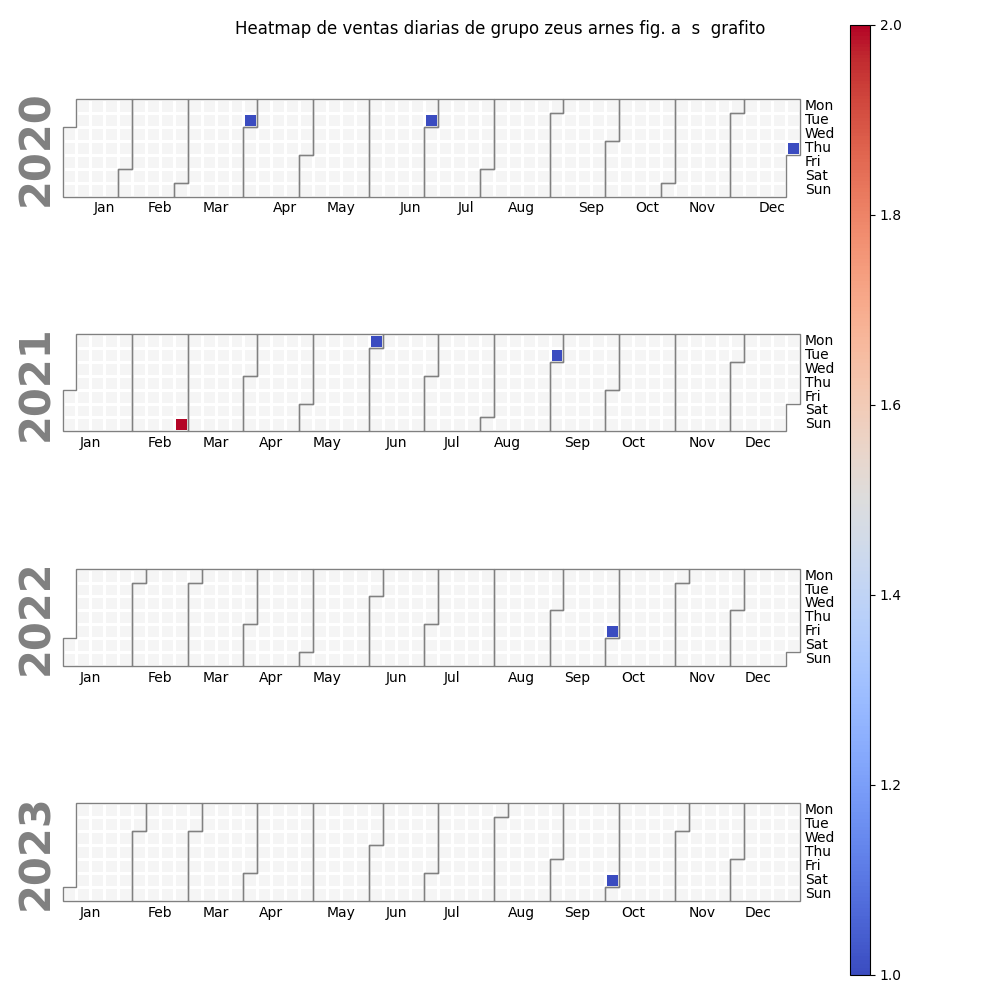 Heatmap de ventas diarias de grupo zeus arnes fig. a  s  grafito
2020
Mon
Tue
Wed
Thu
Fri
Sat
Sun
Jan Feb Mar Apr May Jun Jul Aug Sep Oct Nov Dec
2021
Mon
Tue
Wed
Thu
Fri
Sat
Sun
Jan Feb Mar Apr May Jun Jul Aug Sep Oct Nov Dec
2022
Mon
Tue
Wed
Thu
Fri
Sat
Sun
Jan Feb Mar Apr May Jun Jul Aug Sep Oct Nov Dec
2023
Mon
Tue
Wed
Thu
Fri
Sat
Sun
Jan Feb Mar Apr May Jun Jul Aug Sep Oct Nov Dec
2.0
1.8
1.6
1.4
1.2
1.0